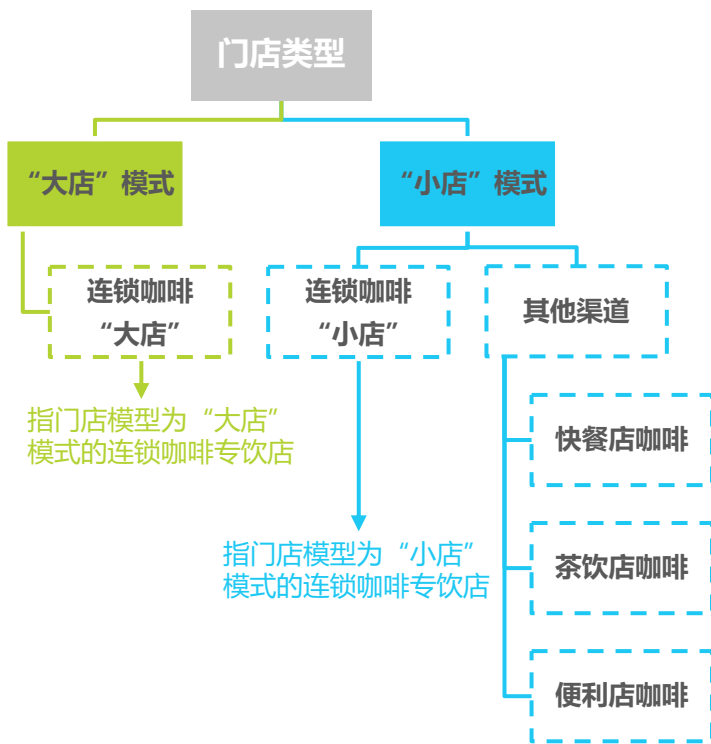 门店类型
“大店”模式
“小店”模式
连锁咖啡
“大店”
连锁咖啡
“小店”
其他渠道
指门店模型为“大店”
模式的连锁咖啡专饮店
快餐店咖啡
指门店模型为“小店”
模式的连锁咖啡专饮店
茶饮店咖啡
便利店咖啡